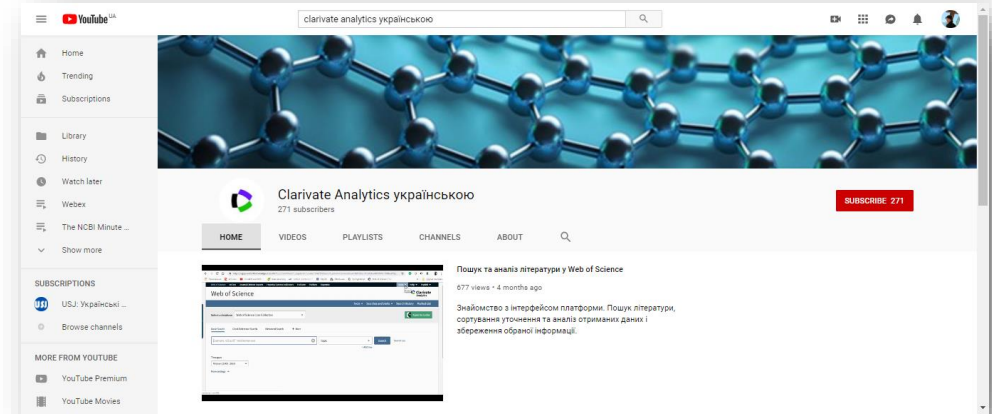 YouTube UA
clarivate analytics українською
Home
Trending
Subscriptions
Library
History
Watch later
Webex
The NCBI Minute ...
Show more
SUBSCRIPTIONS
USJ: Українські ...
Browse channels
MORE FROM YOUTUBE
YouTube Premium
YouTube Movies
Clarivate Analytics українською
271 subscribers
SUBSCRIBE 271
HOME VIDEOS PLAYLISTS CHANNELS ABOUT
Web of Science
Clarivate
Пошук та аналіз літератури у Web of Science
677 views • 4 months ago
Знайомство з інтерфейсом платформи. Пошук літератури,
сортування уточнення та аналіз отриманих даних і
збереження обраної інформації.